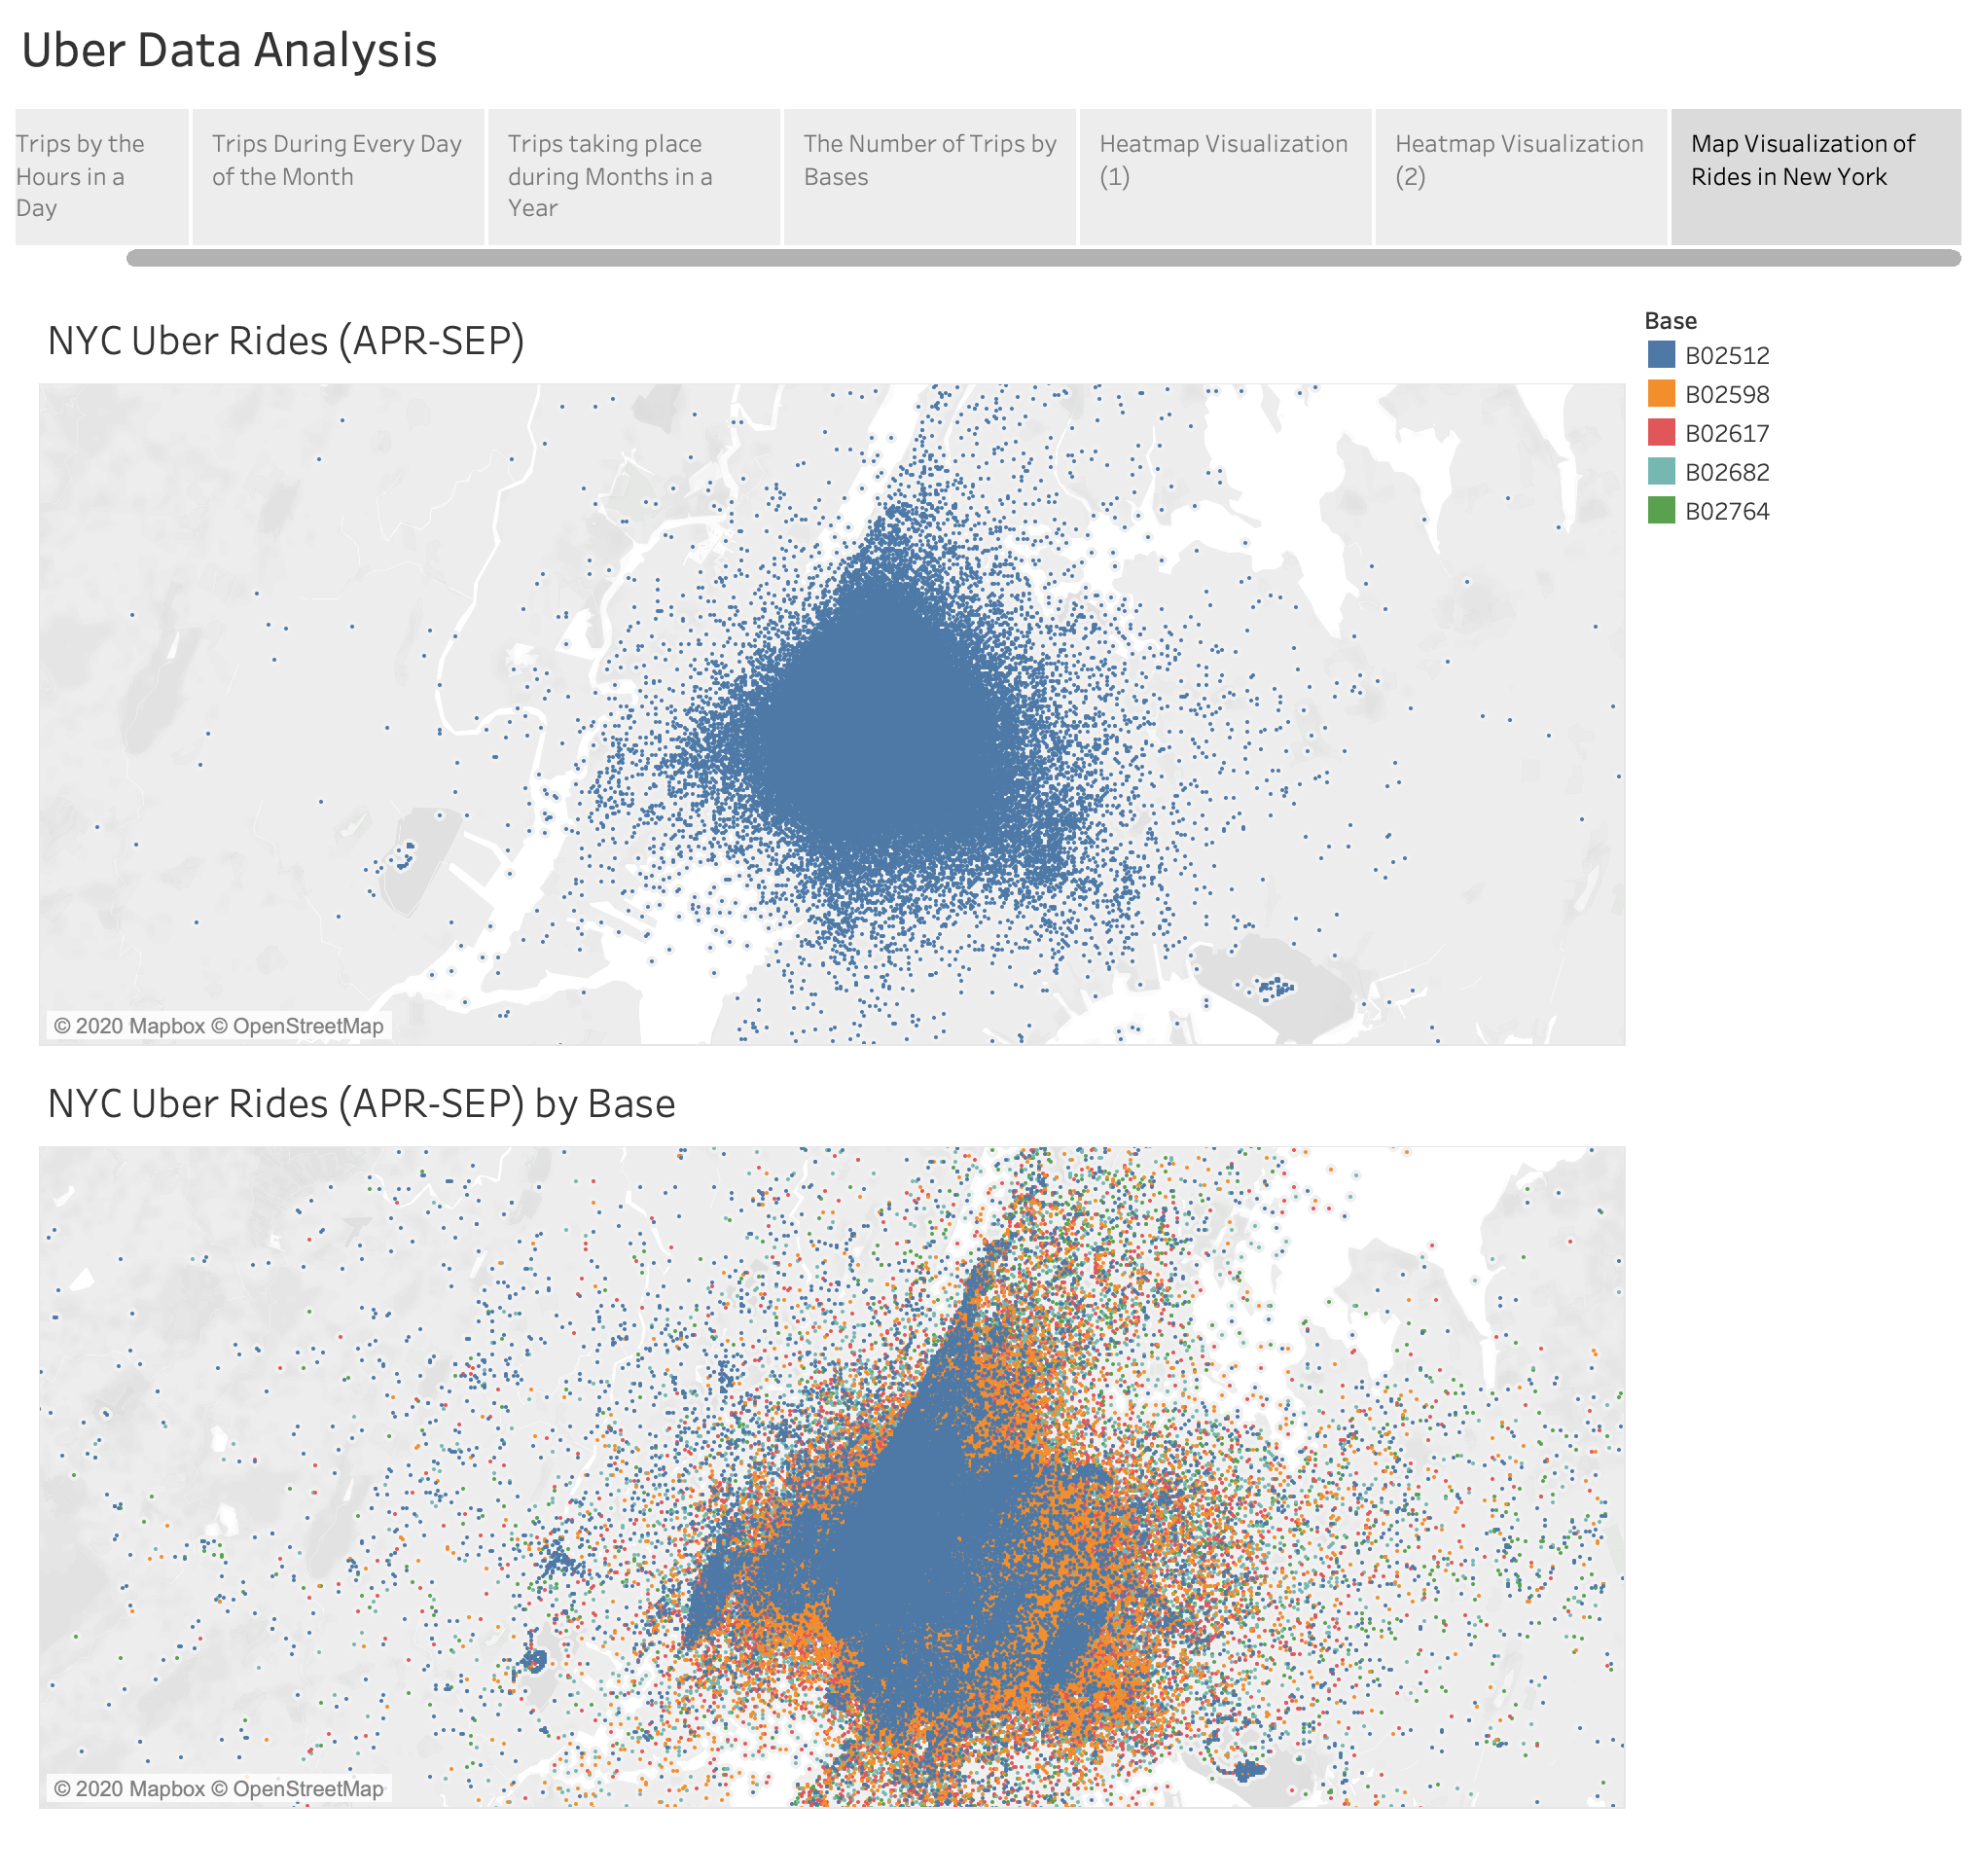 Uber Data Analysis
Trips by the
Hours in a
Day
Trips During Every Day
of the Month
Trips taking place
during Months in a
Year
The Number of Trips by
Bases
Heatmap Visualization
(1)
Heatmap Visualization
(2)
Map Visualization of
Rides in New York
NYC Uber Rides (APR-SEP)
Base
B02512
B02598
B02617
B02682
B02764
© 2020 Mapbox © OpenStreetMap
NYC Uber Rides (APR-SEP) by Base
© 2020 Mapbox © OpenStreetMap